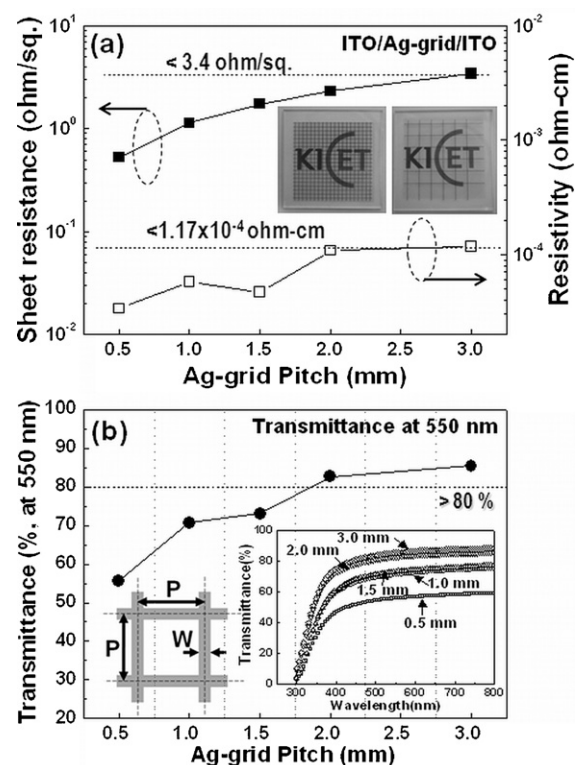 (a)
ITO/Ag-grid/ITO
< 3.4 ohm/sq.
KICET
KICET
<1.17x10⁻⁴ ohm-cm
Sheet resistance (ohm/sq.)
10¹
10⁰
10⁻¹
10⁻²
Resistivity (ohm-cm)
10⁻²
10⁻³
10⁻⁴
0.5 1.0 1.5 2.0 2.5 3.0
Ag-grid Pitch (mm)
(b)
Transmittance at 550 nm
> 80 %
Transmittance (%, at 550 nm)
100
90
80
70
60
50
40
30
20
P
P
W
Transmittance(%)
100
80
60
40
20
0
3.0 mm
2.0 mm
1.5 mm
1.0 mm
0.5 mm
300 400 500 600 700 800
Wavelength(nm)
0.5 1.0 1.5 2.0 2.5 3.0
Ag-grid Pitch (mm)